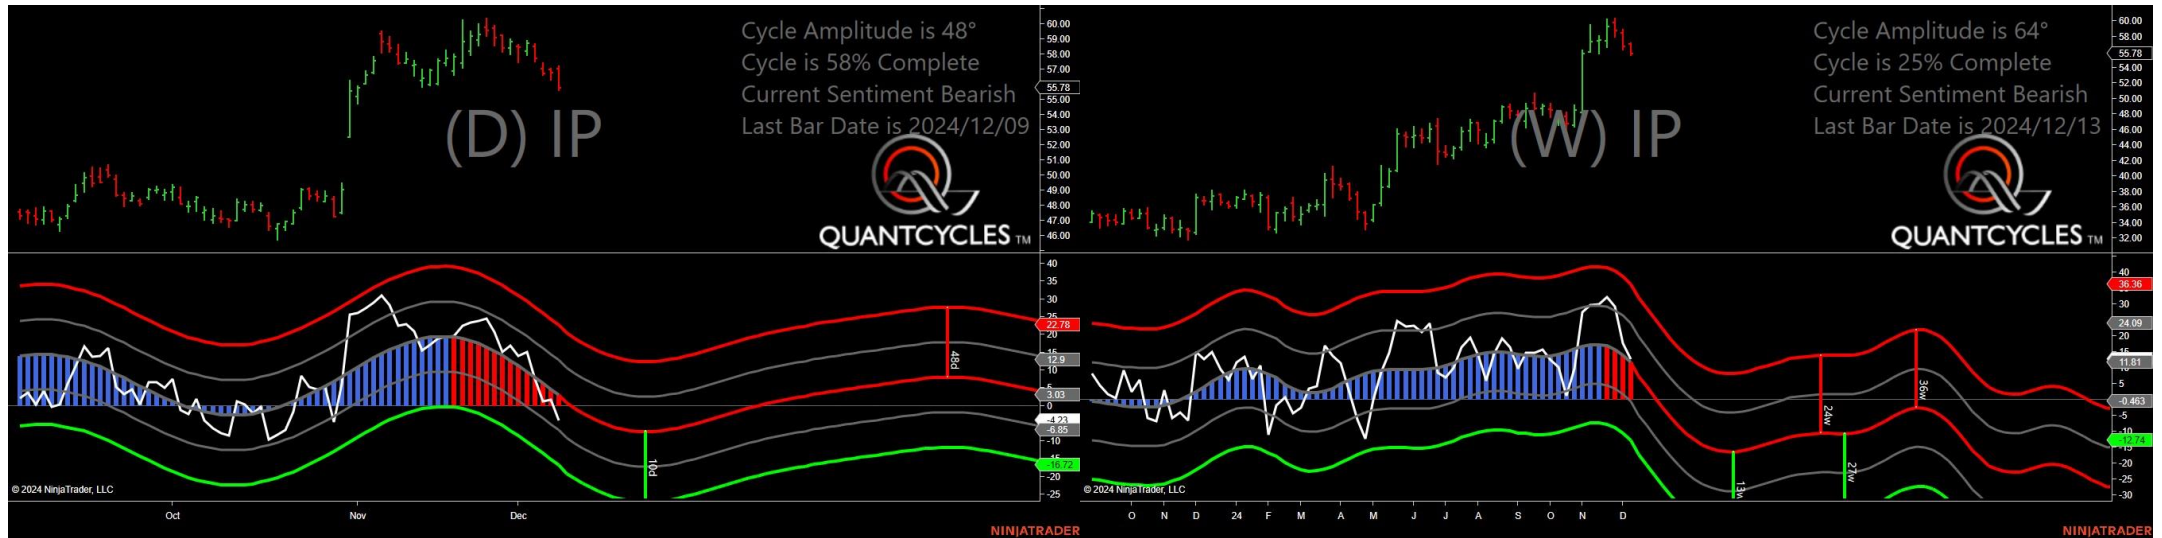 Cycle Amplitude is 48°
Cycle is 58% Complete
Current Sentiment Bearish
Last Bar Date is 2024/12/09
(D) IP
QUANTCYCLES TM
60.00
59.00
58.00
57.00
55.78
55.00
54.00
53.00
52.00
51.00
50.00
49.00
48.00
47.00
46.00
40
35
30
25
22.78
20
15
12.9
10
5
3.03
0
-4.23
-6.85
-10
-15
-16.72
-20
-25
48d
10d
© 2024 NinjaTrader, LLC
Oct Nov Dec
NINJATRADER
Cycle Amplitude is 64°
Cycle is 25% Complete
Current Sentiment Bearish
Last Bar Date is 2024/12/13
(W) IP
QUANTCYCLES TM
60.00
58.00
55.78
54.00
52.00
50.00
48.00
46.00
44.00
42.00
40.00
38.00
36.00
34.00
32.00
40
36.36
30
24.09
20
15
11.81
5
-0.463
-5
-10
-12.74
-15
-20
-25
-30
24w
36w
13w
27w
© 2024 NinjaTrader, LLC
O N D 24 F M A M J J A S O N D
NINJATRADER